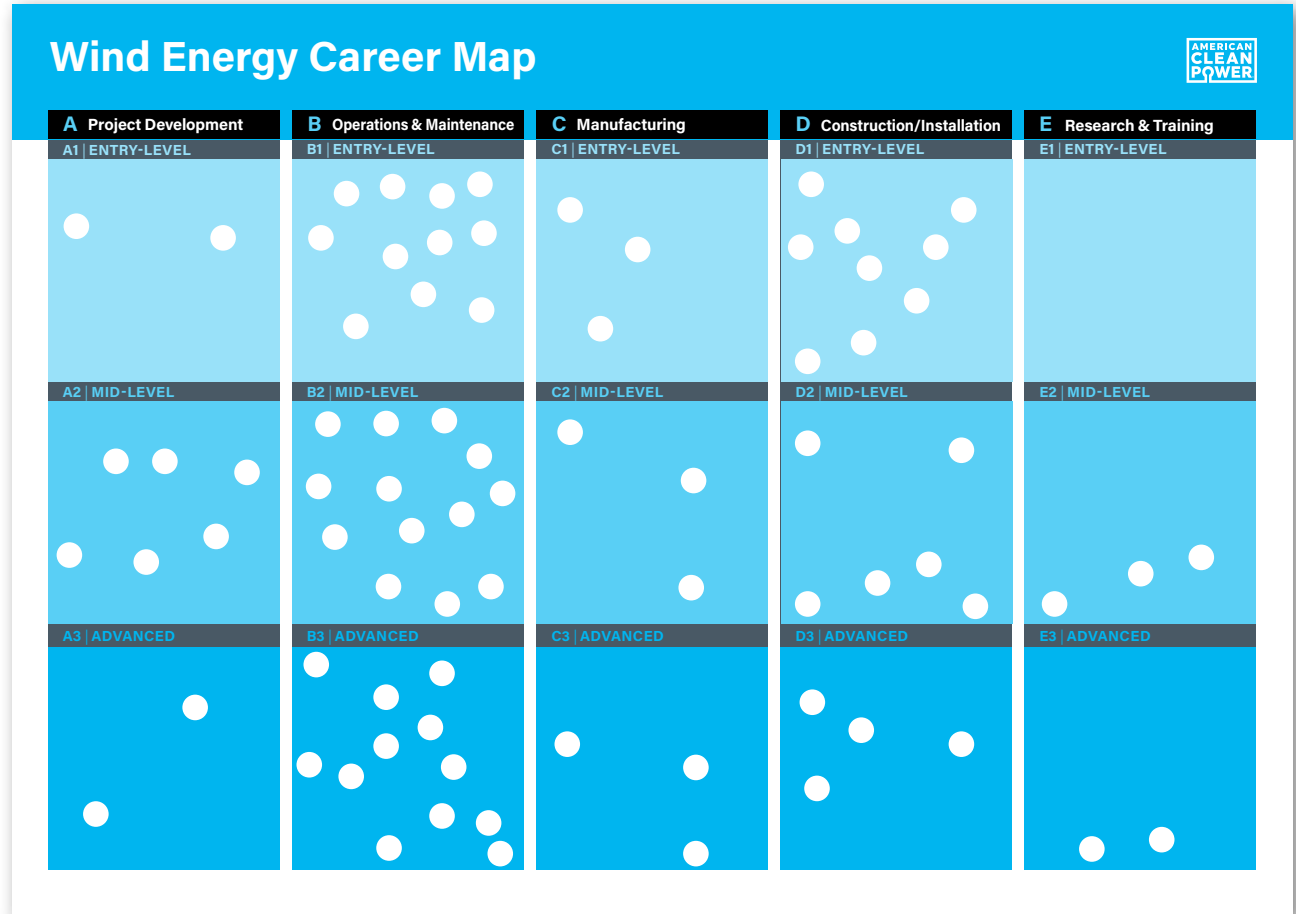 Wind Energy Career Map
AMERICAN
CLEAN
POWER
A Project Development
B Operations & Maintenance
C Manufacturing
D Construction/Installation
E Research & Training
A1 | ENTRY-LEVEL
B1 | ENTRY-LEVEL
C1 | ENTRY-LEVEL
D1 | ENTRY-LEVEL
E1 | ENTRY-LEVEL
A2 | MID-LEVEL
B2 | MID-LEVEL
C2 | MID-LEVEL
D2 | MID-LEVEL
E2 | MID-LEVEL
A3 | ADVANCED
B3 | ADVANCED
C3 | ADVANCED
D3 | ADVANCED
E3 | ADVANCED